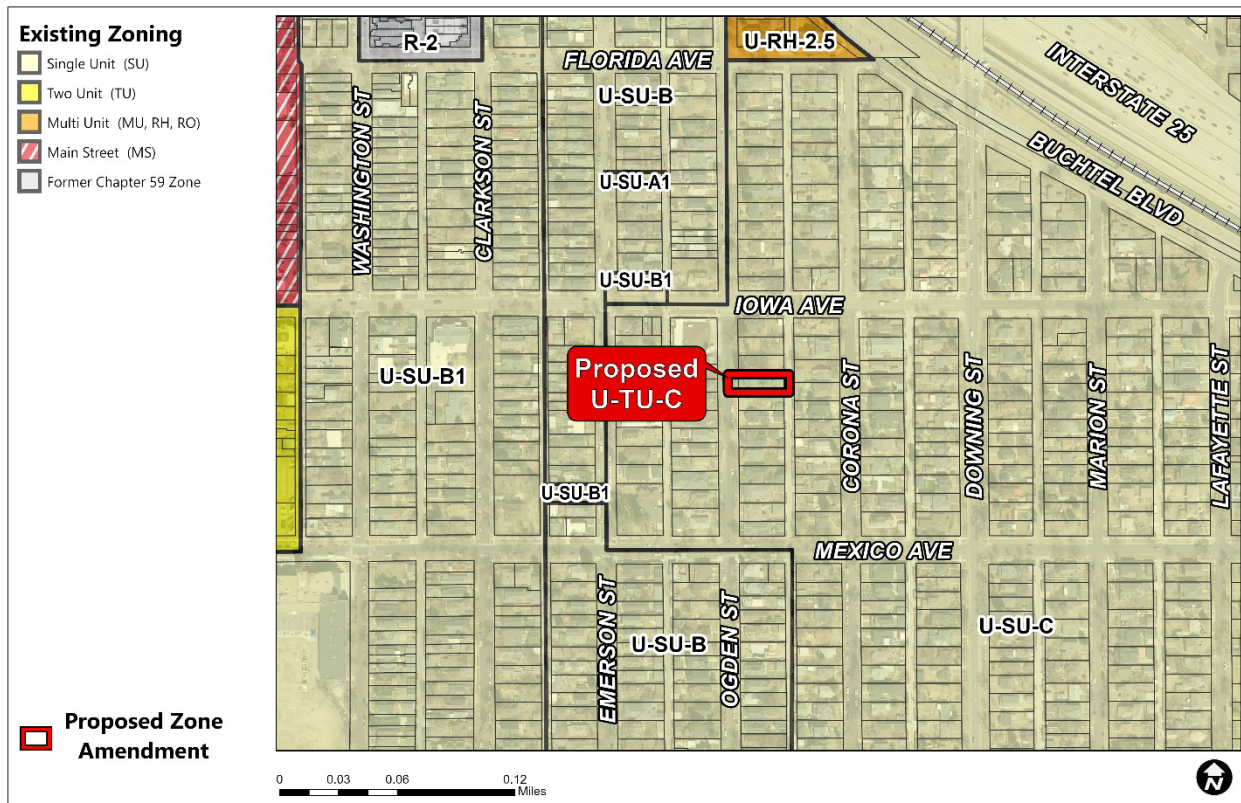 Existing Zoning
Single Unit (SU)
Two Unit (TU)
Multi Unit (MU, RH, RO)
Main Street (MS)
Former Chapter 59 Zone
Proposed Zone
Amendment
0 0.03 0.06 0.12
Miles
R-2
U-RH-2.5
FLORIDA AVE
INTERSTATE 25
U-SU-B
BUCHTEL BLVD
WASHINGTON ST
CLARKSON ST
U-SU-A1
U-SU-B1
IOWA AVE
Proposed
U-TU-C
U-SU-B1
CORONA ST
DOWNING ST
MARION ST
LAFAYETTE ST
U-SU-B1
MEXICO AVE
EMERSON ST
U-SU-B
OGDEN ST
U-SU-C
N